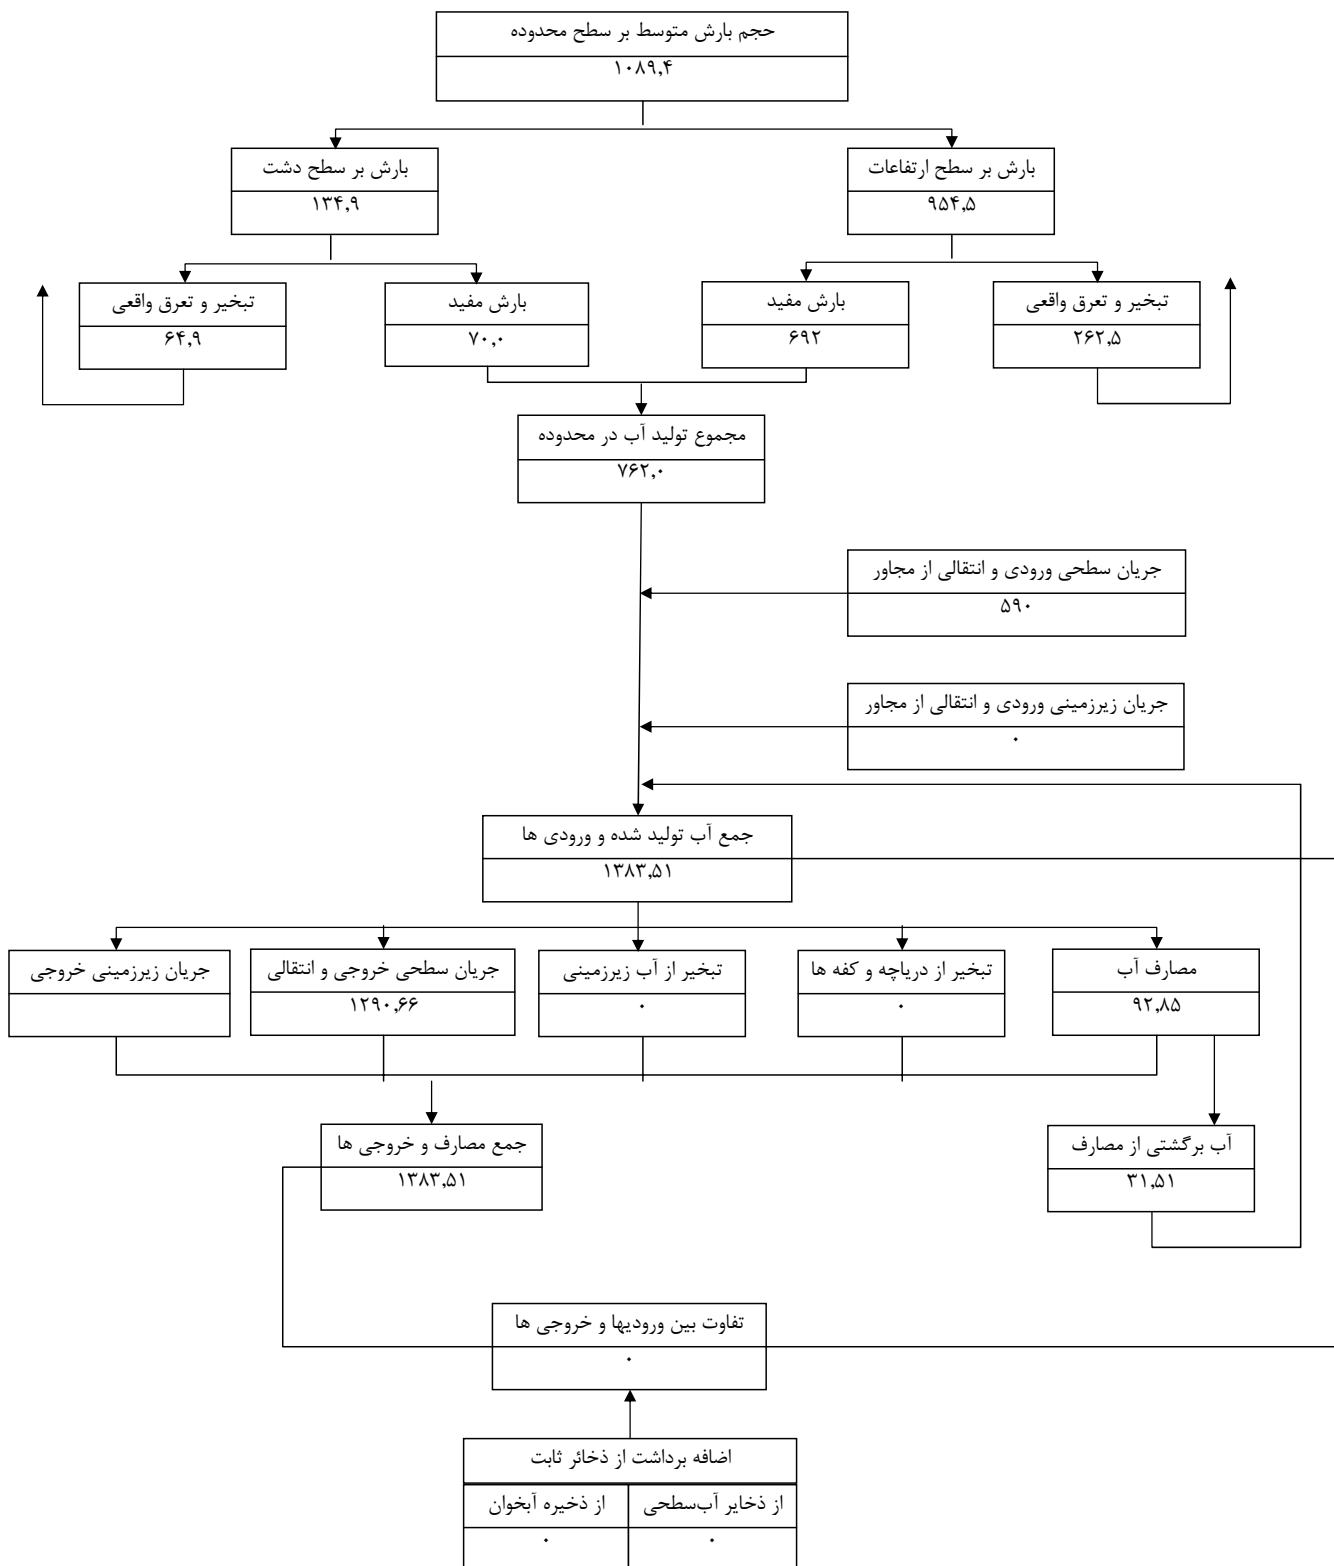 حجم بارش متوسط بر سطح محدوده
۱۰۸۹,۴
بارش بر سطح ارتفاعات
۹۵۴,۵
بارش بر سطح دشت
۱۳۴,۹
تبخیر و تعرق واقعی
۲۶۲,۵
بارش مفید
۶۹۲
بارش مفید
۷۰,۰
تبخیر و تعرق واقعی
۶۴,۹
مجموع تولید آب در محدوده
۷۶۲,۰
جریان سطحی ورودی و انتقالی از مجاور
۵۹۰
جریان زیرزمینی ورودی و انتقالی از مجاور
۰
جمع آب تولید شده و ورودی ها
۱۳۸۳,۵۱
مصارف آب
۹۲,۸۵
تبخیر از دریاچه و کفه ها
۰
تبخیر از آب زیرزمینی
۰
جریان سطحی خروجی و انتقالی
۱۲۹۰,۶۶
جریان زیرزمینی خروجی
آب برگشتی از مصارف
۳۱,۵۱
جمع مصارف و خروجی ها
۱۳۸۳,۵۱
تفاوت بین ورودیها و خروجی ها
۰
اضافه برداشت از ذخائر ثابت
از ذخایر آب‌سطحی
۰
از ذخیره آبخوان
۰